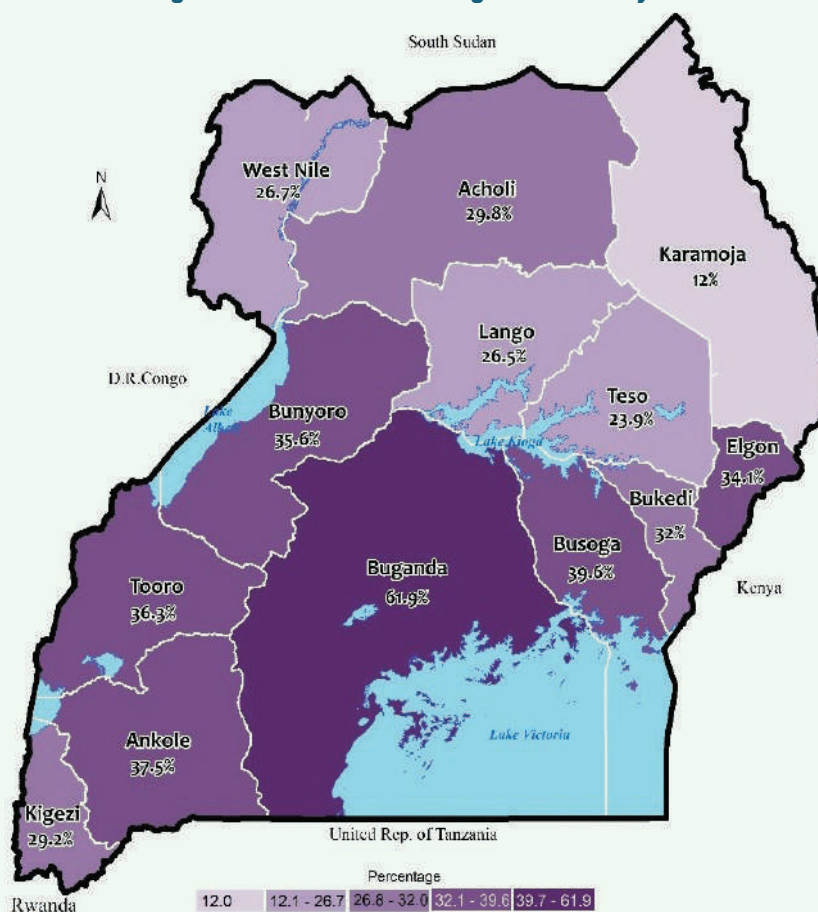 South Sudan
N
West Nile
26.7%
Acholi
29.8%
Karamoja
12%
Lango
26.5%
D.R.Congo
Teso
23.9%
Lake
Bunyoro
35.6%
Lake Kioga
Elgon
34.1%
Bukedi
32%
Busoga
39.6%
Buganda
61.9%
Tooro
36.3%
Kenya
Ankole
37.5%
Lake Victoria
Kigezi
29.2%
United Rep. of Tanzania
Percentage
12.0 12.1 - 26.7 26.8 - 32.0 32.1 - 39.6 39.7 - 61.9
Rwanda